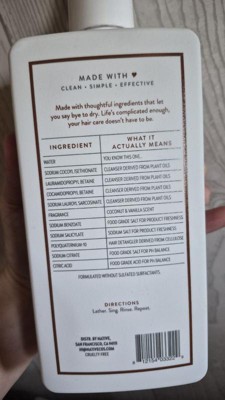 MADE WITH ♥
CLEAN • SIMPLE • EFFECTIVE
Made with thoughtful ingredients that let
you say bye to dry. Life's complicated enough,
your hair care doesn't have to be.
INGREDIENT WHAT IT ACTUALLY MEANS
WATER YOU KNOW THIS ONE...
SODIUM COCOYL ISETHIONATE CLEANSER DERIVED FROM PLANT OILS
LAURAMIDOPROPYL BETAINE CLEANSER DERIVED FROM PLANT OILS
COCAMIDOPROPYL BETAINE CLEANSER DERIVED FROM PLANT OILS
SODIUM LAUROYL SARCOSINATE CLEANSER DERIVED FROM PLANT OILS
FRAGRANCE COCONUT & VANILLA SCENT
SODIUM BENZOATE FOOD GRADE SALT FOR PRODUCT FRESHNESS
SODIUM SALICYLATE SODIUM SALT FOR PRODUCT FRESHNESS
POLYQUATERNIUM-10 HAIR DETANGLER DERIVED FROM CELLULOSE
SODIUM CITRATE FOOD GRADE SALT FOR PH BALANCE
CITRIC ACID FOOD GRADE ACID FOR PH BALANCE
FORMULATED WITHOUT SULFATED SURFACTANTS
DIRECTIONS
Lather. Sing. Rinse. Repeat.
DISTR. BY NATIVE,
SAN FRANCISCO, CA 94111
CRUELTY FREE